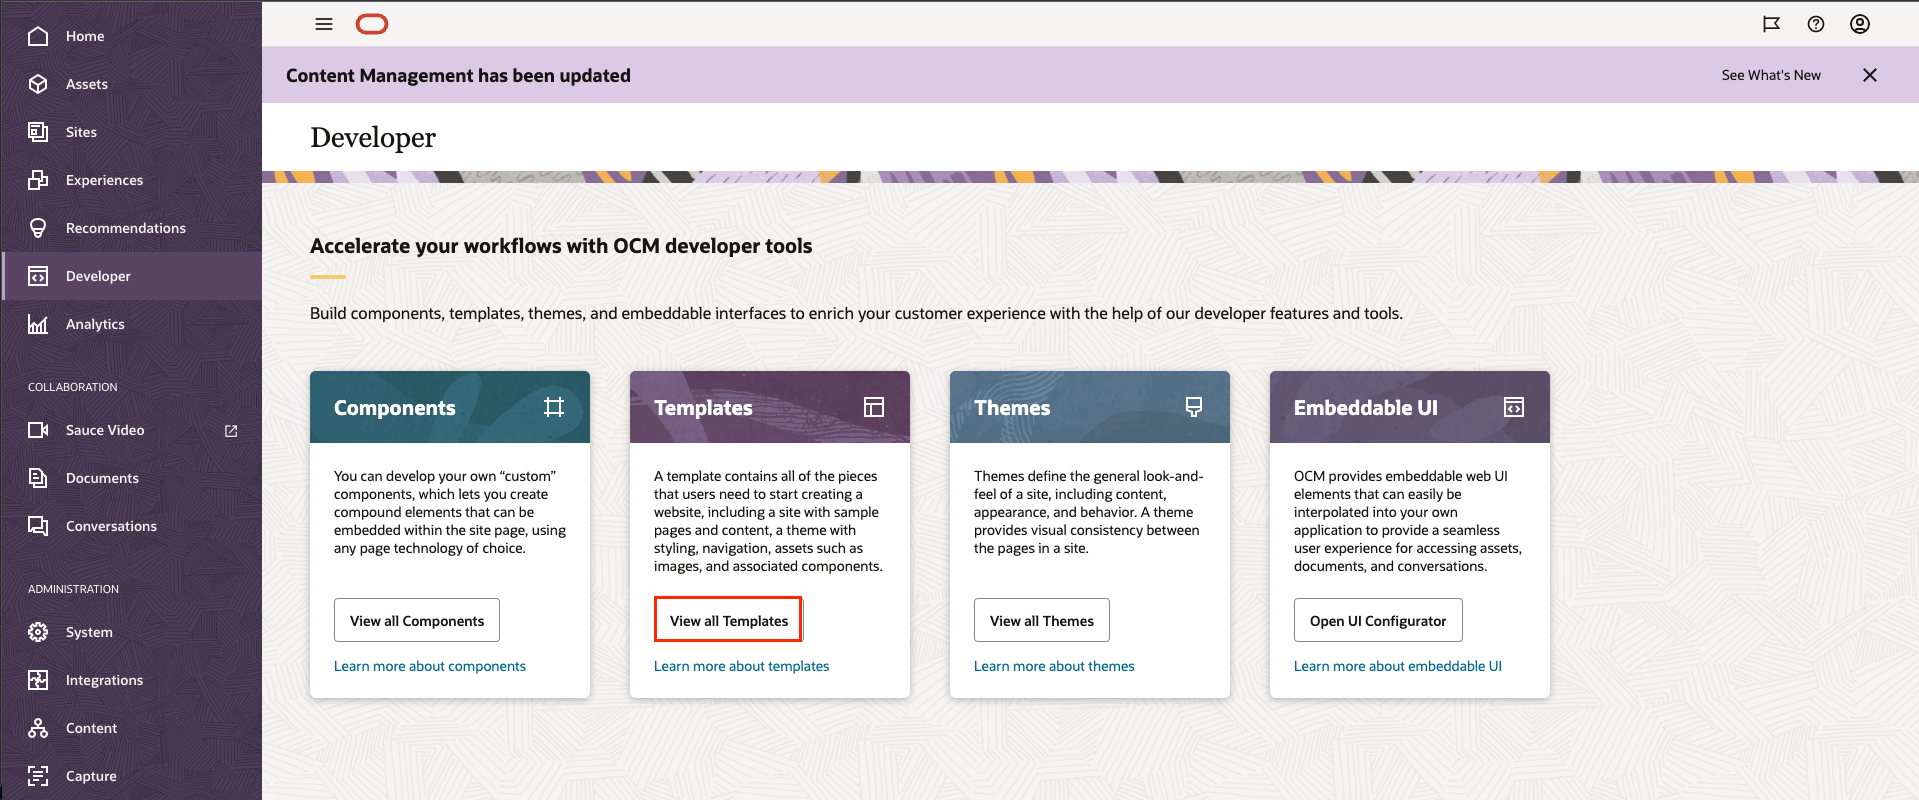 Home
Assets
Sites
Experiences
Recommendations
Developer
Analytics
COLLABORATION
Sauce Video
Documents
Conversations
ADMINISTRATION
System
Integrations
Content
Capture
Content Management has been updated
See What's New
Developer
Accelerate your workflows with OCM developer tools
Build components, templates, themes, and embeddable interfaces to enrich your customer experience with the help of our developer features and tools.
Components
You can develop your own “custom”
components, which lets you create
compound elements that can be
embedded within the site page, using
any page technology of choice.
View all Components
Learn more about components
Templates
A template contains all of the pieces
that users need to start creating a
website, including a site with sample
pages and content, a theme with
styling, navigation, assets such as
images, and associated components.
View all Templates
Learn more about templates
Themes
Themes define the general look-and-
feel of a site, including content,
appearance, and behavior. A theme
provides visual consistency between
the pages in a site.
View all Themes
Learn more about themes
Embeddable UI
OCM provides embeddable web UI
elements that can easily be
interpolated into your own
application to provide a seamless
user experience for accessing assets,
documents, and conversations.
Open UI Configurator
Learn more about embeddable UI